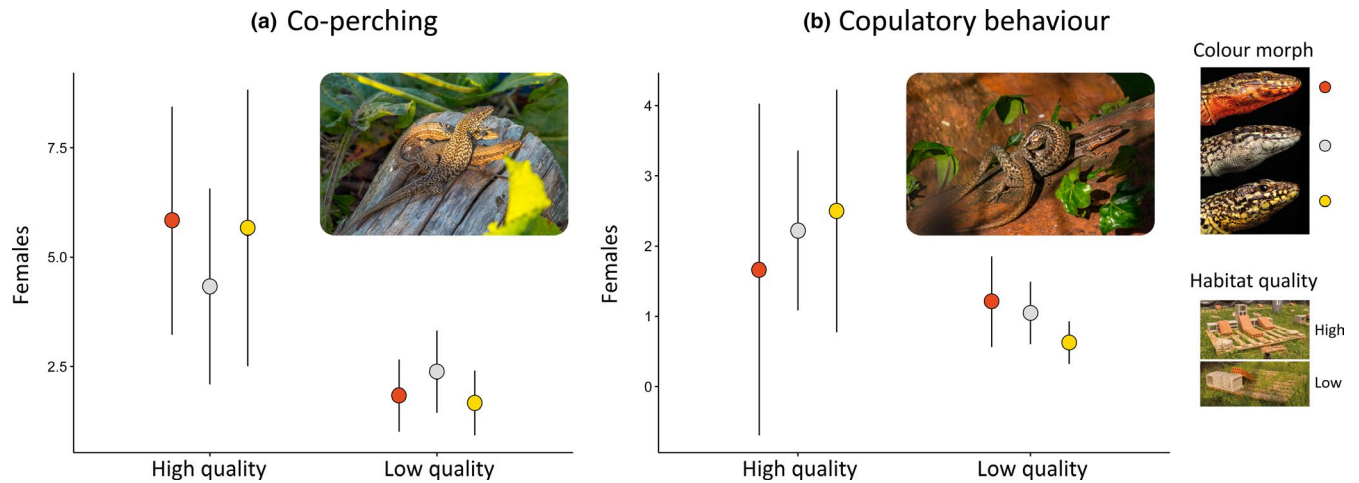 (a) Co-perching
Females
7.5
5.0
2.5
High quality
Low quality
(b) Copulatory behaviour
Females
4
3
2
1
0
High quality
Low quality
Colour morph
Habitat quality
High
Low